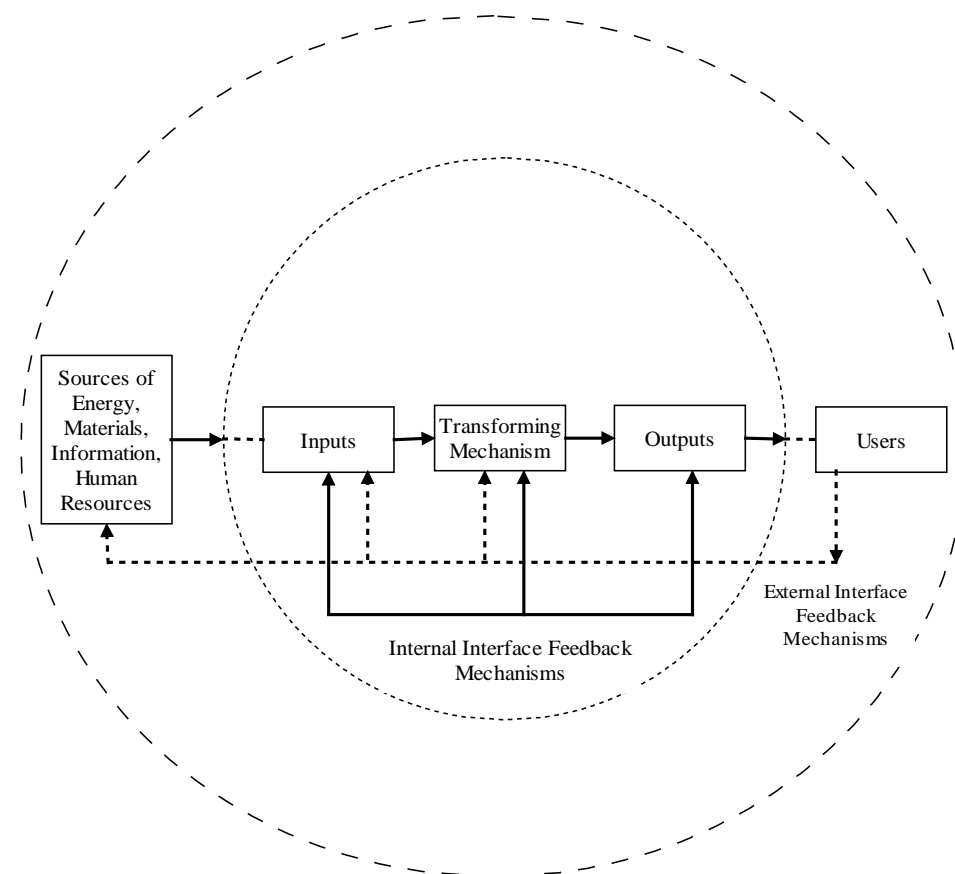 Sources of
Energy,
Materials,
Information,
Human
Resources
Inputs
Transforming
Mechanism
Outputs
Users
External Interface
Feedback
Mechanisms
Internal Interface Feedback
Mechanisms